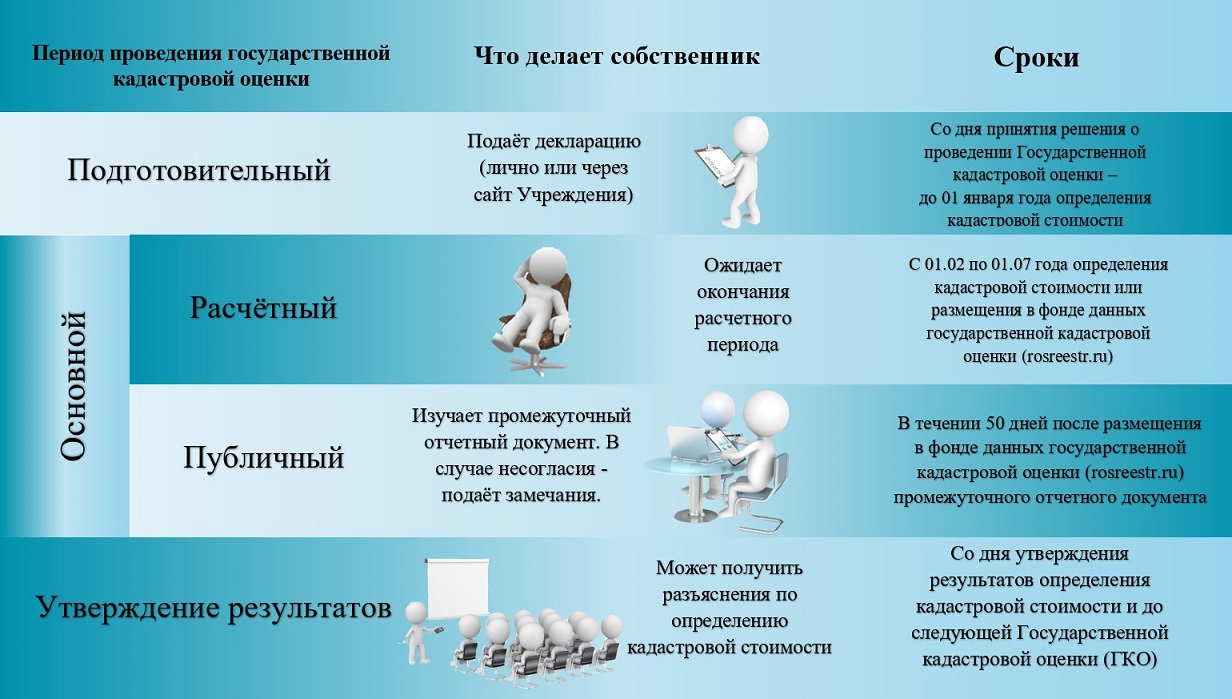 Период проведения государственной
кадастровой оценки
Что делает собственник
Сроки
Подготовительный
Подаёт декларацию
(лично или через
сайт Учреждения)
Со дня принятия решения о
проведении Государственной
кадастровой оценки –
до 01 января года определения
кадастровой стоимости
Основной
Расчётный
Ожидает
окончания
расчетного
периода
С 01.02 по 01.07 года определения
кадастровой стоимости или
размещения в фонде данных
государственной кадастровой
оценки (rosreestr.ru)
Публичный
Изучает промежуточный
отчетный документ. В
случае несогласия -
подаёт замечания.
В течении 50 дней после размещения
в фонде данных государственной
кадастровой оценки (rosreestr.ru)
промежуточного отчетного документа
Утверждение результатов
Может получить
разъяснения по
определению
кадастровой стоимости
Со дня утверждения
результатов определения
кадастровой стоимости и до
следующей Государственной
кадастровой оценки (ГКО)